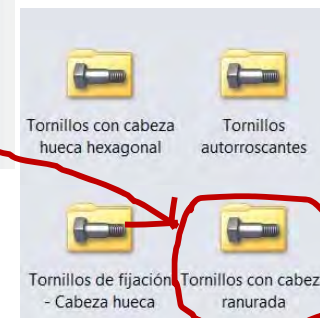 Tornillos con cabeza
hueca hexagonal
Tornillos
autorroscantes
Tornillos de fijación
- Cabeza hueca
Tornillos con cabez
ranurada